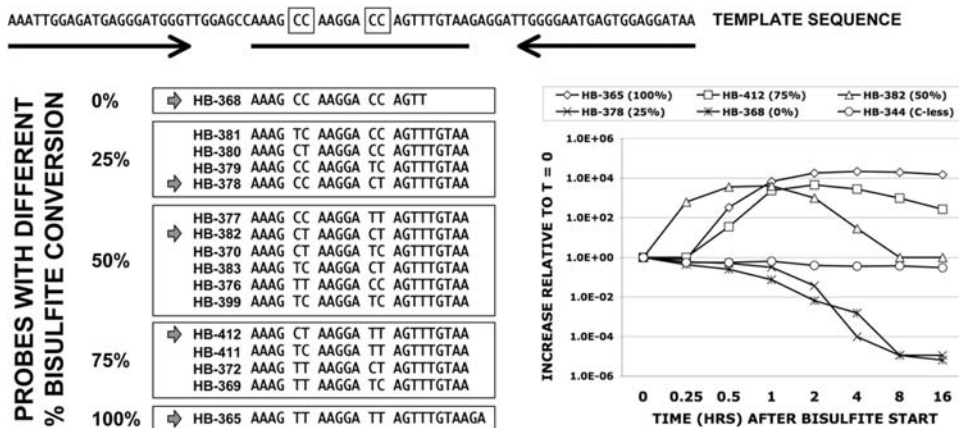 AAATTGGAGATGAGGGATGGGTTGGAGCCAAAG CC AAGGA CC AGTTTGTAAGAGGATTGGGGAATGAGTGGAGGATAA TEMPLATE SEQUENCE
PROBES WITH DIFFERENT
% BISULFITE CONVERSION
0%
HB-368 AAAG CC AAGGA CC AGTT
25%
HB-381 AAAG TC AAGGA CC AGTTTGTAA
HB-380 AAAG CT AAGGA CC AGTTTGTAA
HB-379 AAAG CC AAGGA TC AGTTTGTAA
HB-378 AAAG CC AAGGA CT AGTTTGTAA
50%
HB-377 AAAG CC AAGGA TT AGTTTGTAA
HB-382 AAAG CT AAGGA CT AGTTTGTAA
HB-370 AAAG CT AAGGA TC AGTTTGTAA
HB-383 AAAG TC AAGGA CT AGTTTGTAA
HB-376 AAAG TT AAGGA CC AGTTTGTAA
HB-399 AAAG TC AAGGA TC AGTTTGTAA
75%
HB-412 AAAG CT AAGGA TT AGTTTGTAA
HB-411 AAAG TC AAGGA TT AGTTTGTAA
HB-372 AAAG TT AAGGA CT AGTTTGTAA
HB-369 AAAG TT AAGGA TC AGTTTGTAA
100%
HB-365 AAAG TT AAGGA TT AGTTTGTAAGA
HB-365 (100%) HB-412 (75%) HB-382 (50%)
HB-378 (25%) HB-368 (0%) HB-344 (C-less)
INCREASE RELATIVE TO T = 0
1.0E+06
1.0E+04
1.0E+02
1.0E+00
1.0E-02
1.0E-04
1.0E-06
0 0.25 0.5 1 2 4 8 16
TIME (HRS) AFTER BISULFITE START